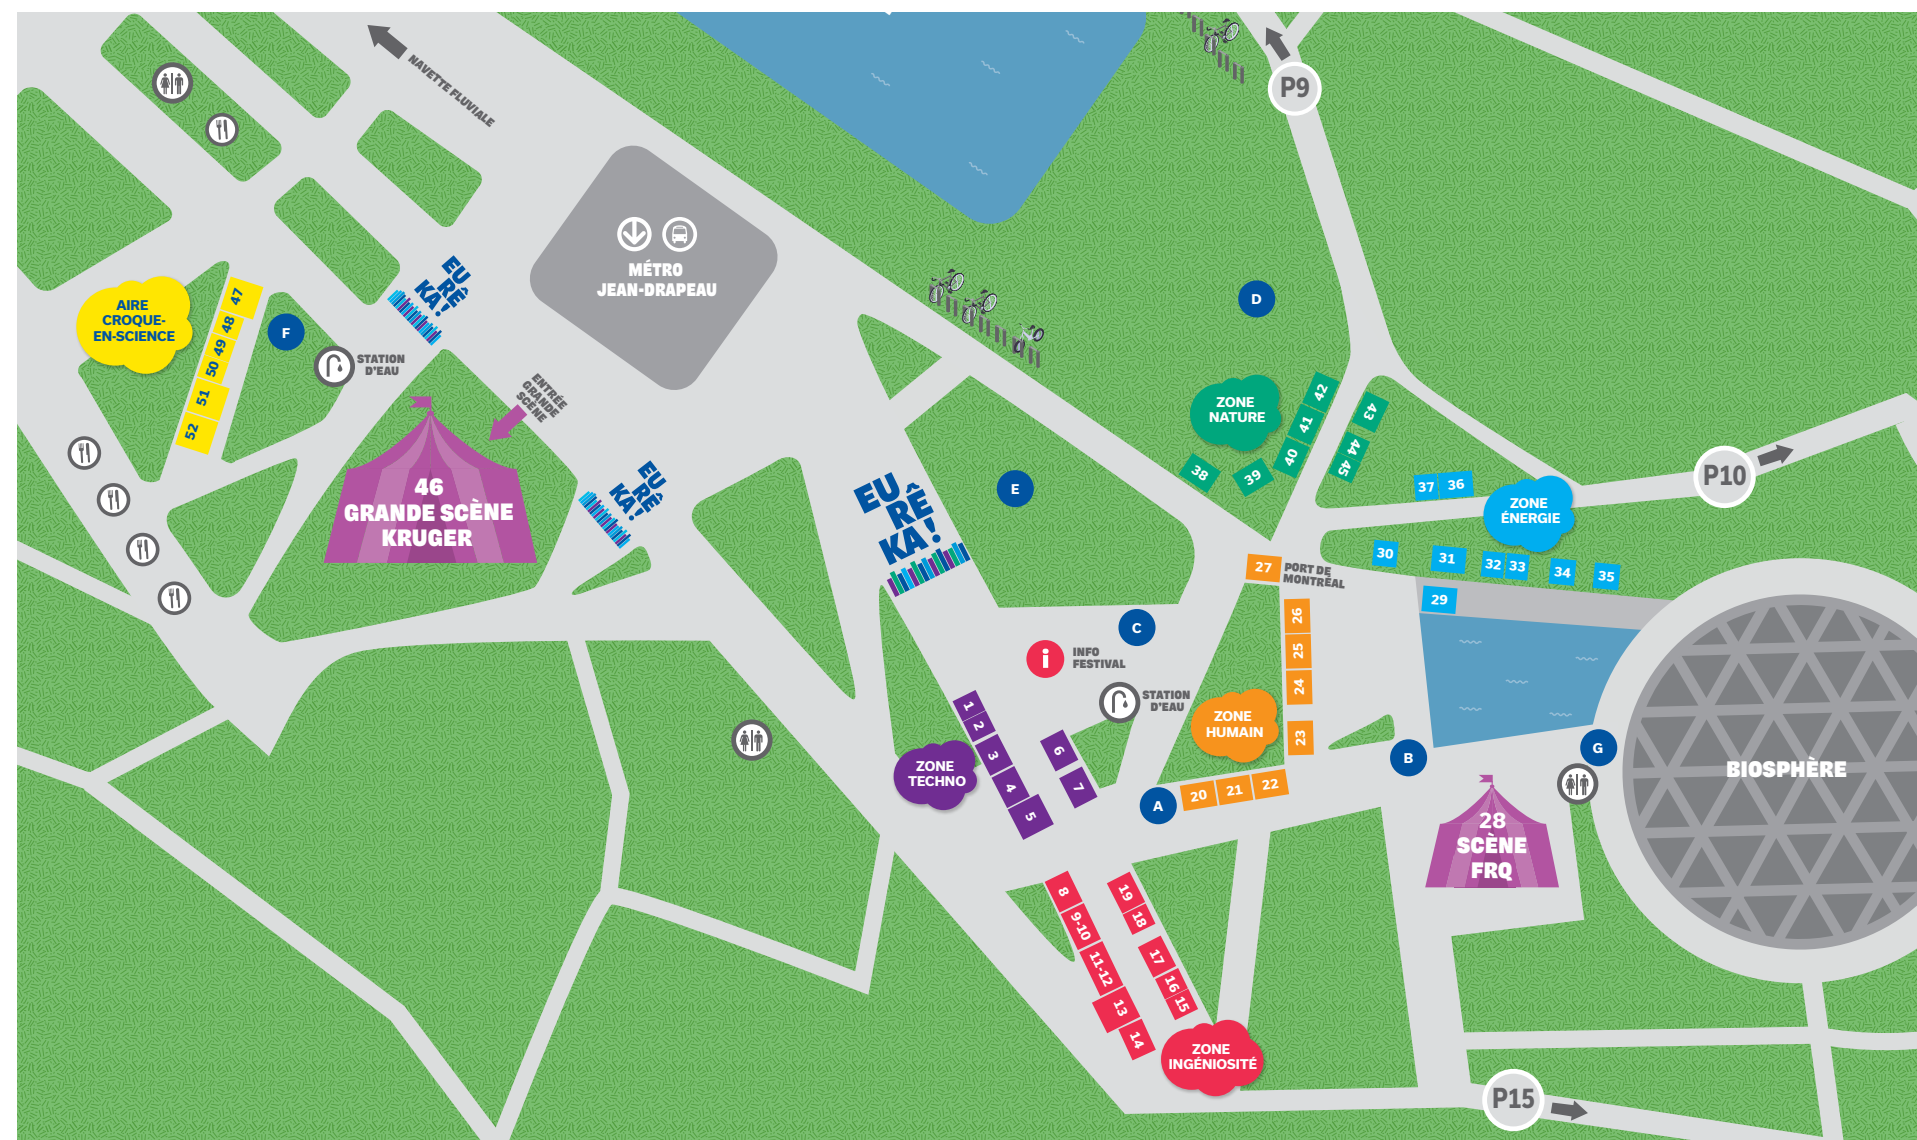 NAVETTE FLUVIALE
P9
MÉTRO
JEAN-DRAPEAU
EU
RÊ
KA!
AIRE
CROQUE-
EN-SCIENCE
47
48
49
50
51
52
F
STATION
D'EAU
ENTRÉE
GRANDE
SCÈNE
46
GRANDE SCÈNE
KRUGER
EU
RÊ
KA!
EU
RÊ
KA!
D
E
ZONE
NATURE
38
39
40
41
42
43
44
45
P10
37
36
ZONE
ÉNERGIE
30
31
32
33
34
35
29
27
PORT DE
MONTRÉAL
26
25
24
23
C
i
INFO
FESTIVAL
STATION
D'EAU
ZONE
HUMAIN
20
21
22
A
B
G
BIOSPHÈRE
28
SCÈNE
FRQ
ZONE
TECHNO
1
2
3
4
5
6
7
8
9-10
11-12
13
14
19
18
17
16
15
ZONE
INGÉNIOSITÉ
P15